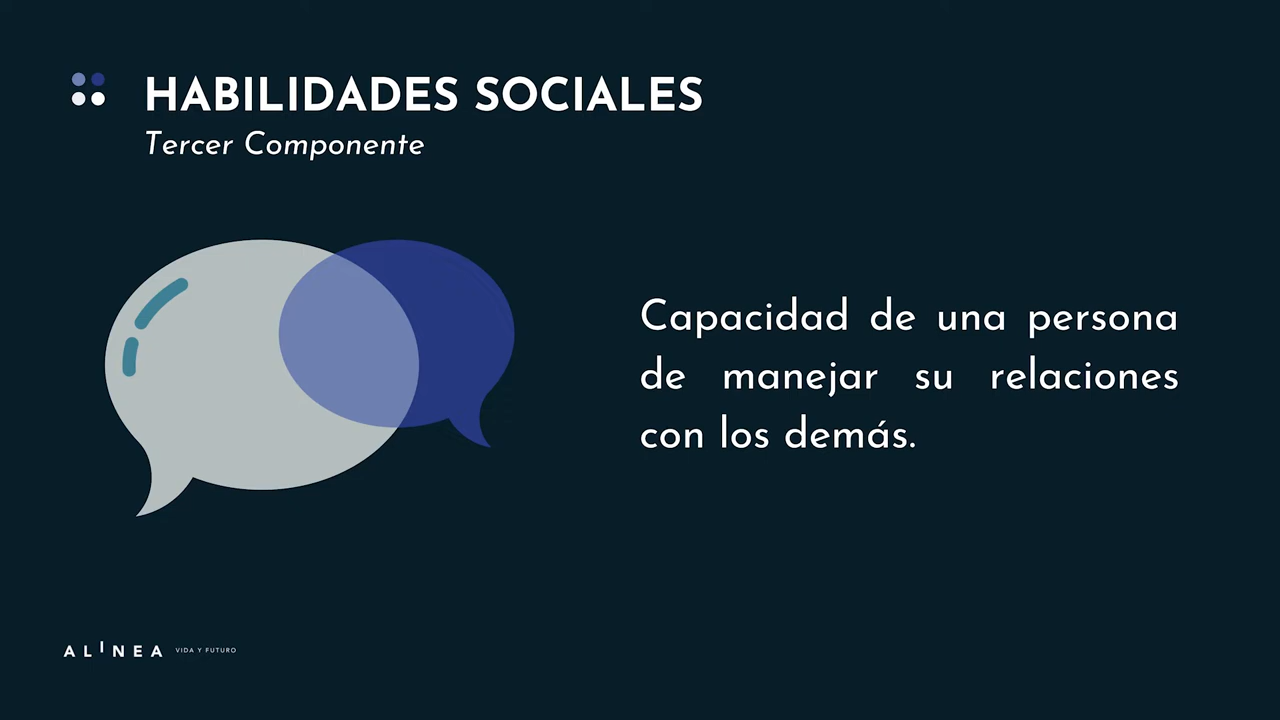 HABILIDADES SOCIALES
Tercer Componente
Capacidad de una persona
de manejar su relaciones
con los demás.
ALINEA VIDA Y FUTURO